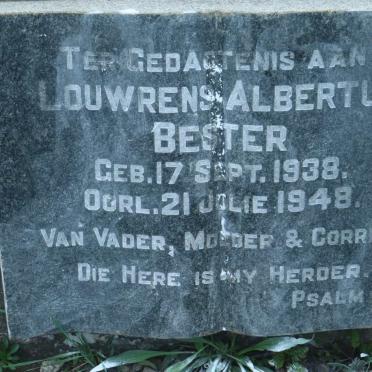 TER GEDAGTENIS AAN
LOUWRENS ALBERTU
BESTER
GEB. 17 SEPT. 1938.
OORL. 21 JULIE 1948.
VAN VADER, MOEDER & CORR
DIE HERE IS MY HERDER.
PSALM